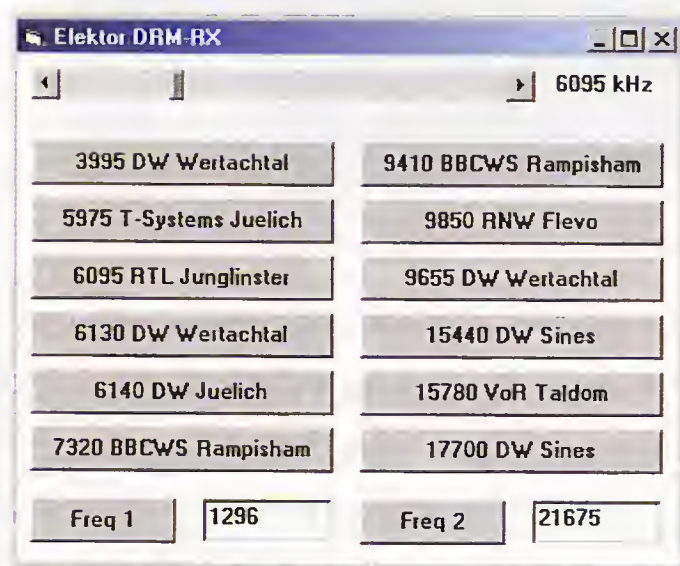 Elektor DRM-RX
6095 kHz
3995 DW Wertachtal
9410 BBCWS Rampisham
5975 T-Systems Juelich
9850 RNW Flevo
6095 RTL Junglinster
9655 DW Wertachtal
6130 DW Wertachtal
15440 DW Sines
6140 DW Juelich
15780 VoR Taldom
7320 BBCWS Rampisham
17700 DW Sines
Freq 1
1296
Freq 2
21675